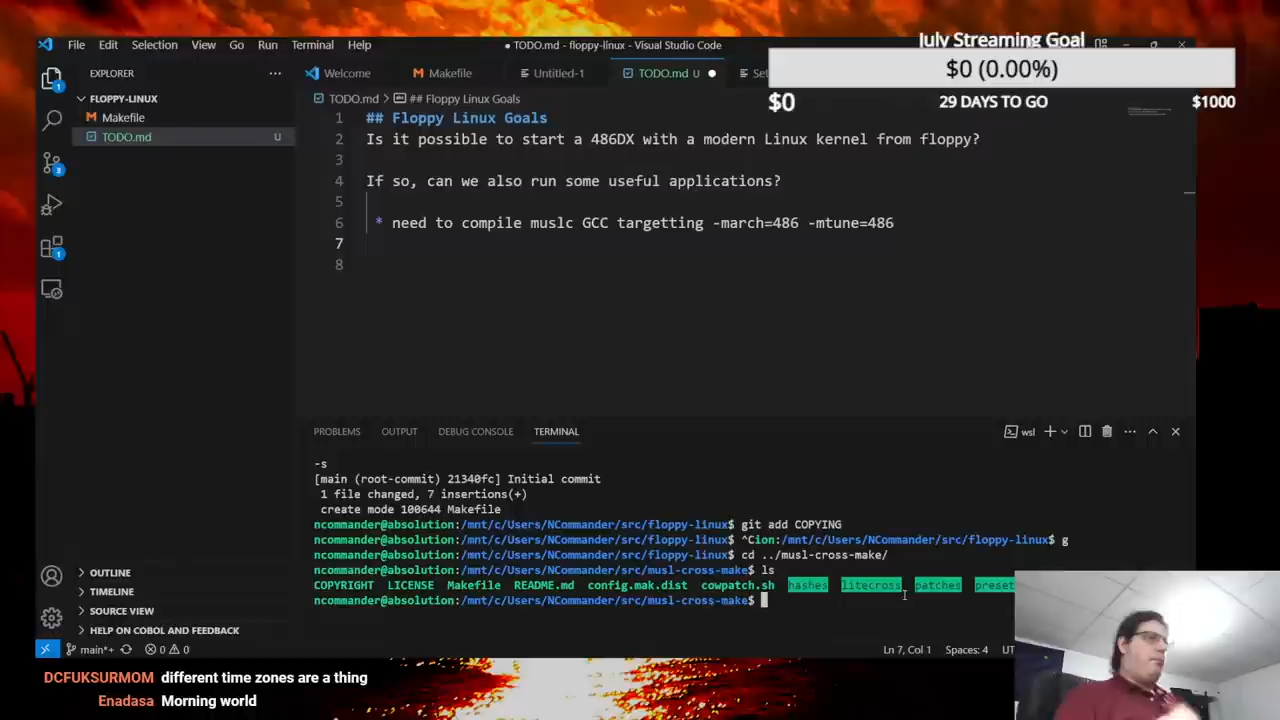 July Streaming Goal
$0 (0.00%)
$0
29 DAYS TO GO
$1000
File Edit Selection View Go Run Terminal Help
● TODO.md - floppy-linux - Visual Studio Code
EXPLORER
Welcome
Makefile
Untitled-1
TODO.md U
Set
FLOPPY-LINUX
Makefile
TODO.md U
TODO.md > ## Floppy Linux Goals
1 ## Floppy Linux Goals
2 Is it possible to start a 486DX with a modern Linux kernel from floppy?
3
4 If so, can we also run some useful applications?
5
6 * need to compile muslc GCC targetting -march=486 -mtune=486
7
8
PROBLEMS OUTPUT DEBUG CONSOLE TERMINAL
wsl
-s
[main (root-commit) 21340fc] Initial commit
1 file changed, 7 insertions(+)
create mode 100644 Makefile
ncommander@absolution:/mnt/c/Users/NCommander/src/floppy-linux$ git add COPYING
ncommander@absolution:/mnt/c/Users/NCommander/src/floppy-linux$ ^Cion:/mnt/c/Users/NCommander/src/floppy-linux$ g
ncommander@absolution:/mnt/c/Users/NCommander/src/floppy-linux$ cd ../musl-cross-make/
ncommander@absolution:/mnt/c/Users/NCommander/src/musl-cross-make$ ls
COPYRIGHT LICENSE Makefile README.md config.mak.dist cowpatch.sh hashes litecross patches preset
ncommander@absolution:/mnt/c/Users/NCommander/src/musl-cross-make$
OUTLINE
TIMELINE
SOURCE VIEW
HELP ON COBOL AND FEEDBACK
1
3
1
main*+
0
0
Ln 7, Col 1
Spaces: 4
UT
DCFUKSURMOM different time zones are a thing
Enadasa Morning world